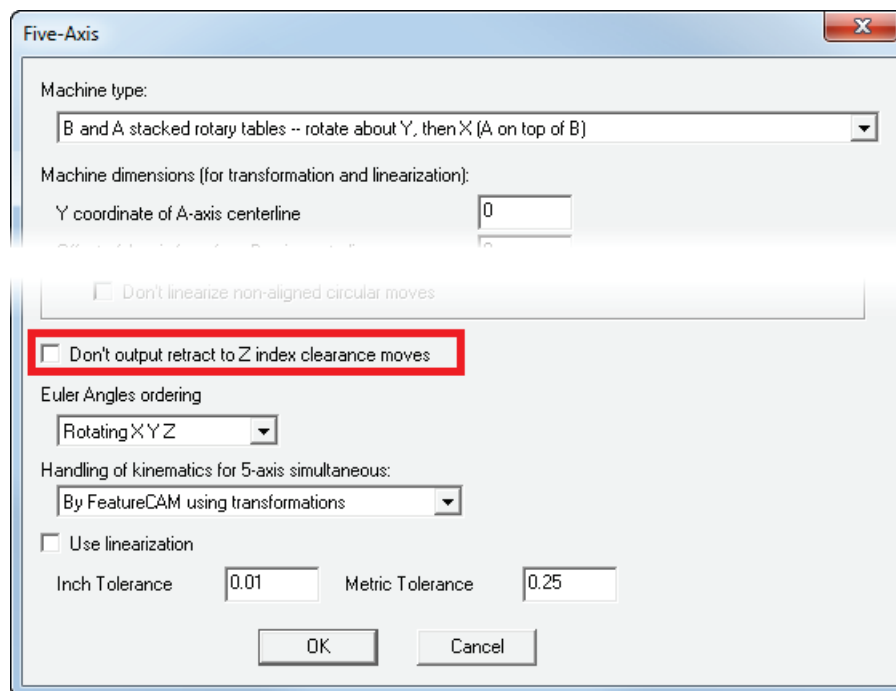 Five-Axis
Machine type:
B and A stacked rotary tables -- rotate about Y, then X (A on top of B)
Machine dimensions (for transformation and linearization):
Y coordinate of A-axis centerline 0
Don't linearize non-aligned circular moves
Don't output retract to Z index clearance moves
Euler Angles ordering
Rotating X Y Z
Handling of kinematics for 5-axis simultaneous:
By FeatureCAM using transformations
Use linearization
Inch Tolerance 0.01 Metric Tolerance 0.25
OK Cancel